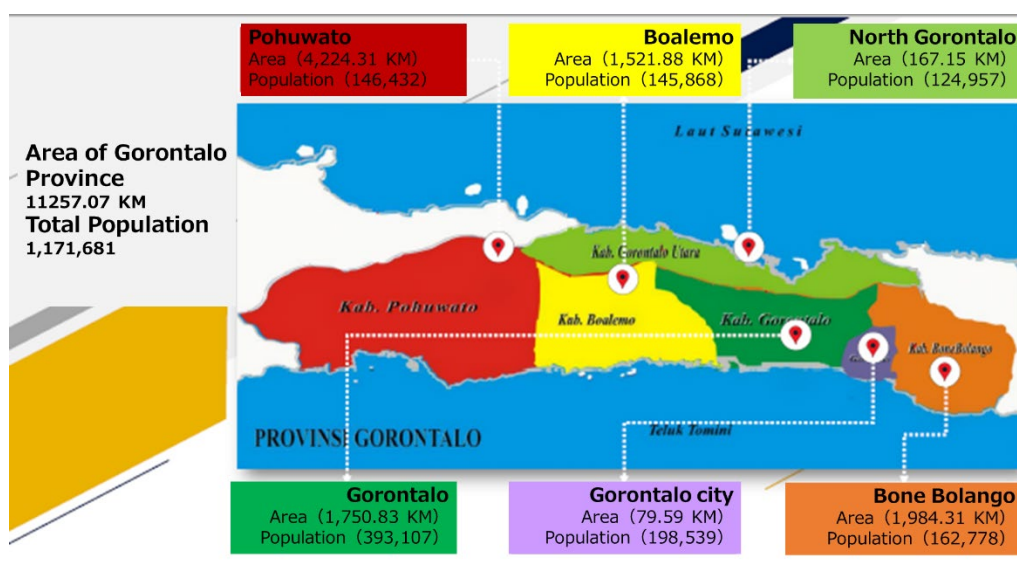 Pohuwato
Area (4,224.31 KM)
Population (146,432)
Boalemo
Area (1,521.88 KM)
Population (145,868)
North Gorontalo
Area (167.15 KM)
Population (124,957)
Area of Gorontalo
Province
11257.07 KM
Total Population
1,171,681
Laut Sulawesi
Kab. Gorontalo Utara
Kab. Pohuwato
Kab. Boalemo
Kab. Gorontalo
Kab. BoneBolango
PROVINSI GORONTALO
Teluk Tomini
Gorontalo
Area (1,750.83 KM)
Population (393,107)
Gorontalo city
Area (79.59 KM)
Population (198,539)
Bone Bolango
Area (1,984.31 KM)
Population (162,778)